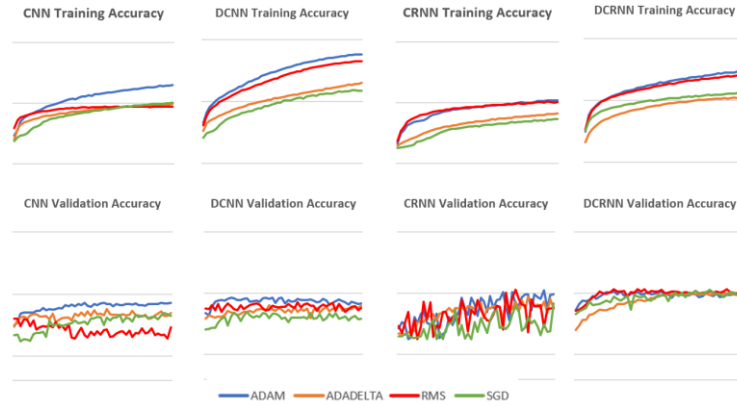 CNN Training Accuracy
DCNN Training Accuracy
CRNN Training Accuracy
DCRNN Training Accuracy
CNN Validation Accuracy
DCNN Validation Accuracy
CRNN Validation Accuracy
DCRNN Validation Accuracy
ADAM ADADELTA RMS SGD